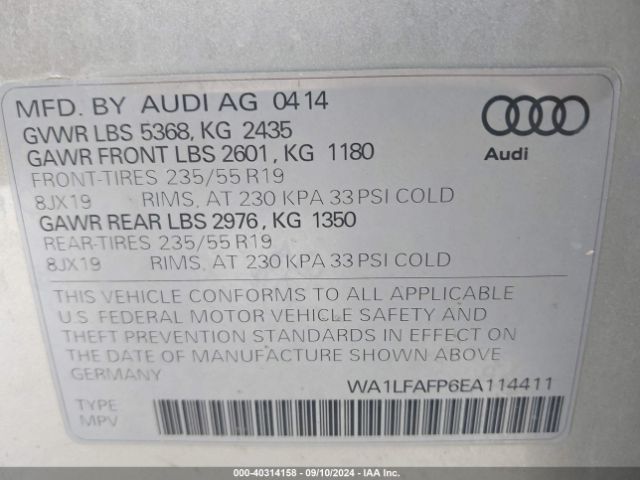 MFD. BY AUDI AG 0414
GVWR LBS 5368, KG 2435
GAWR FRONT LBS 2601, KG 1180
FRONT-TIRES 235/55 R19
8JX19 RIMS, AT 230 KPA 33 PSI COLD
GAWR REAR LBS 2976, KG 1350
REAR-TIRES 235/55 R19
8JX19 RIMS, AT 230 KPA 33 PSI COLD
Audi
THIS VEHICLE CONFORMS TO ALL APPLICABLE
U.S. FEDERAL MOTOR VEHICLE SAFETY AND
THEFT PREVENTION STANDARDS IN EFFECT ON
THE DATE OF MANUFACTURE SHOWN ABOVE.
GERMANY
WA1LFAFP6EA114411
TYPE
MPV
000-40314158 - 09/10/2024 - IAA Inc.